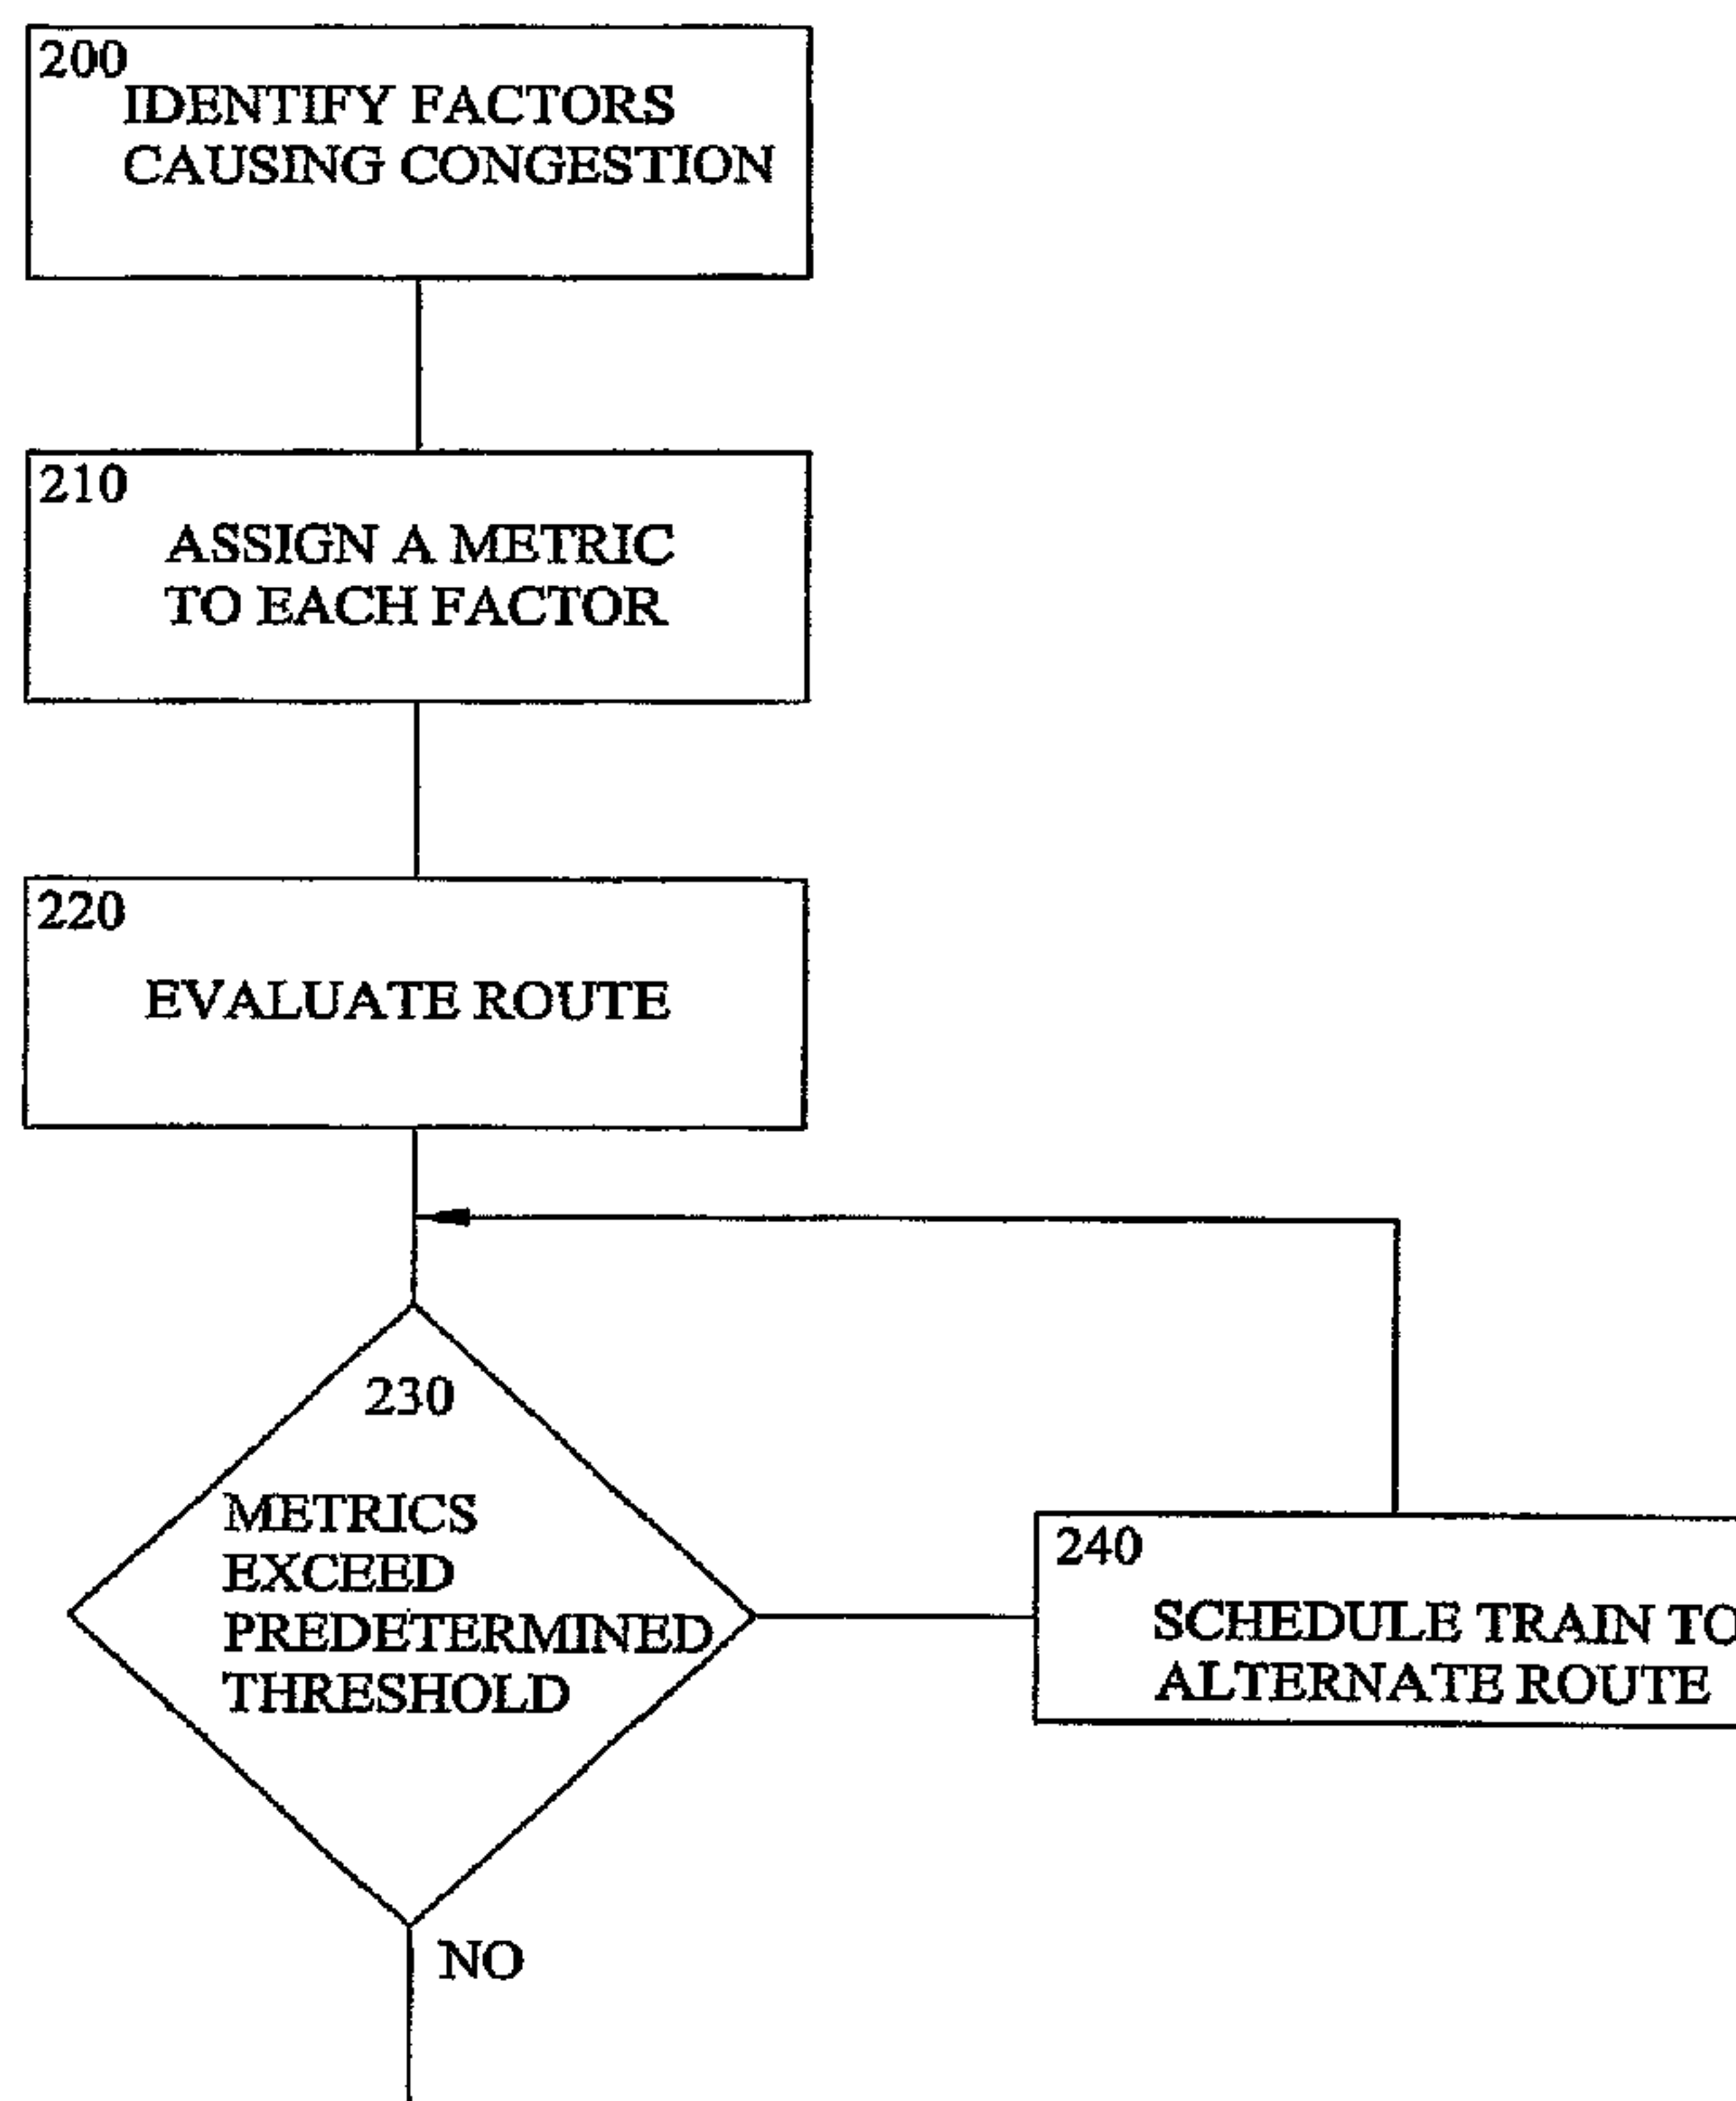 200
IDENTIFY FACTORS
CAUSING CONGESTION
210
ASSIGN A METRIC
TO EACH FACTOR
220
EVALUATE ROUTE
230
METRICS
EXCEED
PREDETERMINED
THRESHOLD
240
SCHEDULE TRAIN TO
ALTERNATE ROUTE
NO